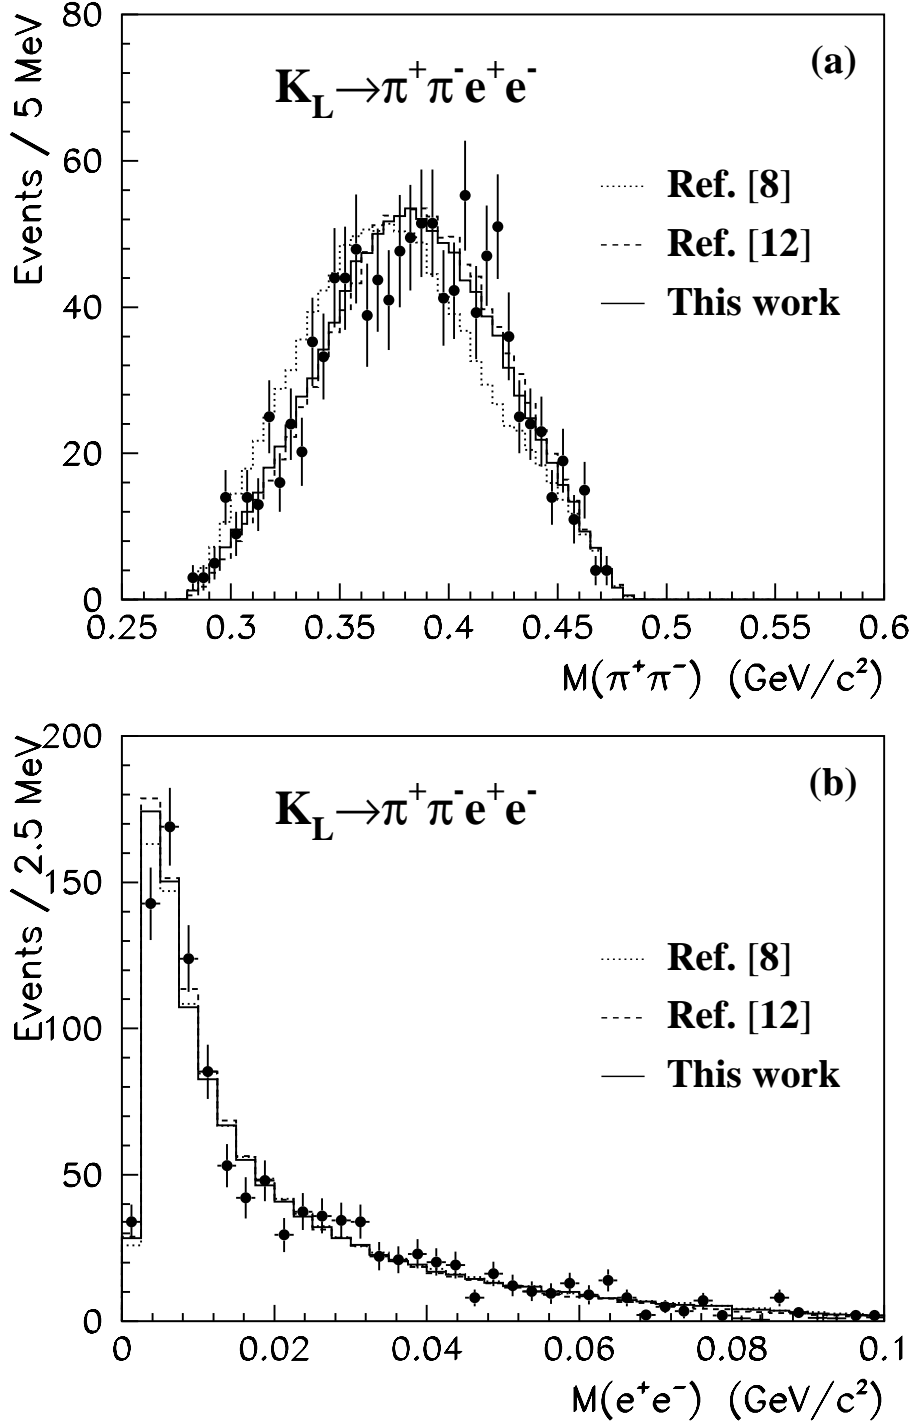 Events / 5 MeV
80
60
40
20
0
(a)
K_L→π⁺π⁻e⁺e⁻
Ref. [8]
Ref. [12]
This work
0.25 0.3 0.35 0.4 0.45 0.5 0.55 0.6
M(π⁺π⁻) (GeV/c²)
Events / 2.5 MeV
200
150
100
50
0
(b)
K_L→π⁺π⁻e⁺e⁻
Ref. [8]
Ref. [12]
This work
0 0.02 0.04 0.06 0.08 0.1
M(e⁺e⁻) (GeV/c²)